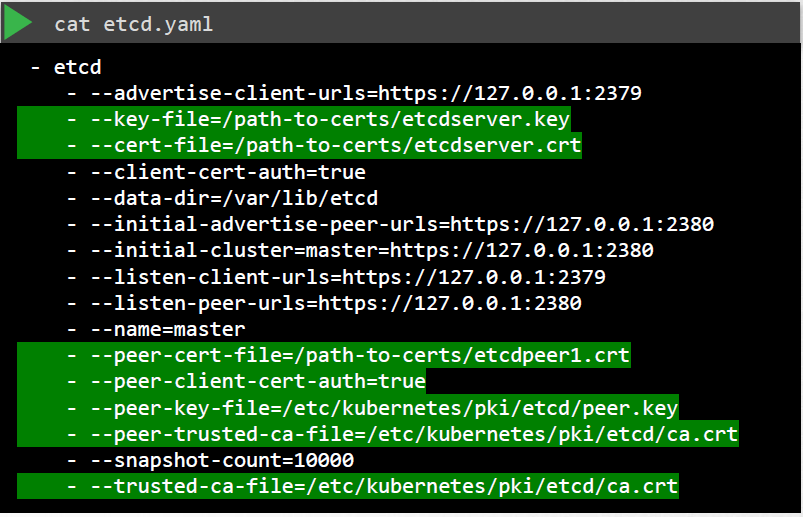 cat etcd.yaml
- etcd
- --advertise-client-urls=https://127.0.0.1:2379
- --key-file=/path-to-certs/etcdserver.key
- --cert-file=/path-to-certs/etcdserver.crt
- --client-cert-auth=true
- --data-dir=/var/lib/etcd
- --initial-advertise-peer-urls=https://127.0.0.1:2380
- --initial-cluster=master=https://127.0.0.1:2380
- --listen-client-urls=https://127.0.0.1:2379
- --listen-peer-urls=https://127.0.0.1:2380
- --name=master
- --peer-cert-file=/path-to-certs/etcdpeer1.crt
- --peer-client-cert-auth=true
- --peer-key-file=/etc/kubernetes/pki/etcd/peer.key
- --peer-trusted-ca-file=/etc/kubernetes/pki/etcd/ca.crt
- --snapshot-count=10000
- --trusted-ca-file=/etc/kubernetes/pki/etcd/ca.crt